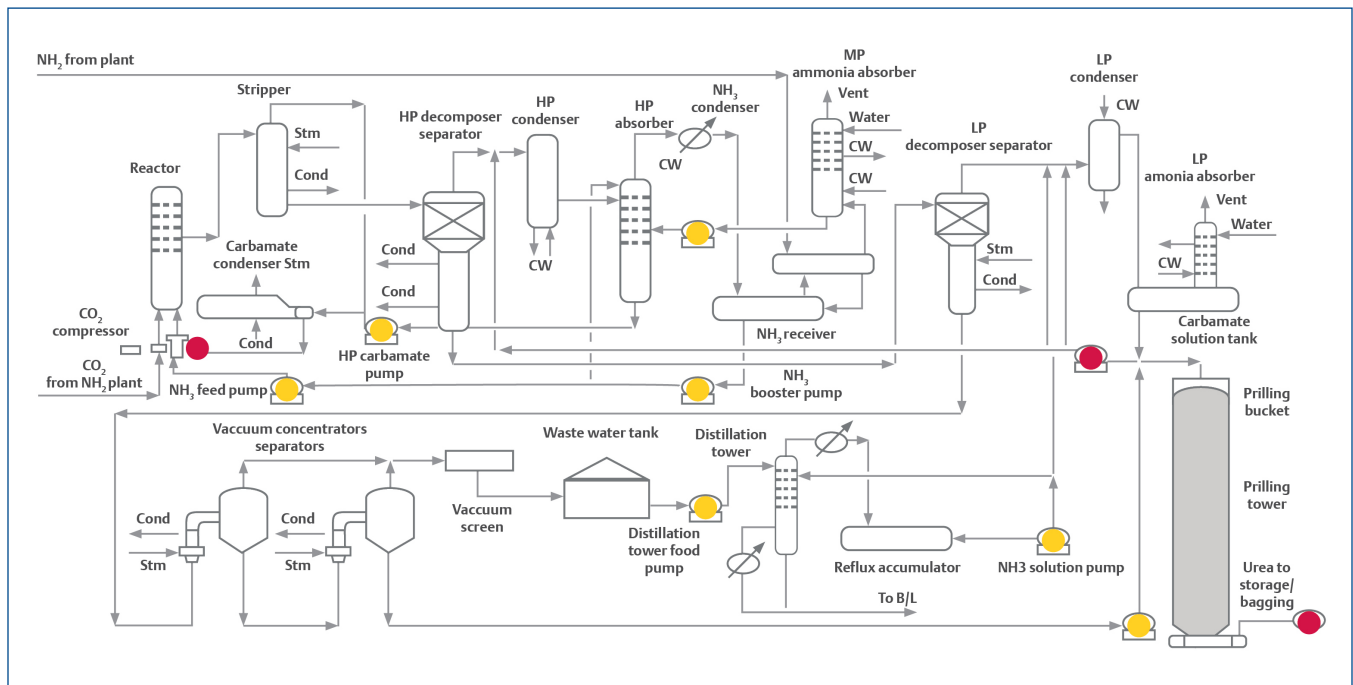 NH2 from plant
Stripper
Stm
Cond
Reactor
Carbamate
condenser Stm
CO2
compressor
Cond
CO2
from NH2 plant
NH3 feed pump
HP decomposer
separator
HP
condenser
CW
Cond
Cond
HP carbamate
pump
HP
absorber
NH3
condenser
CW
MP
ammonia absorber
Vent
Water
CW
CW
NH3 receiver
NH3
booster pump
LP
decomposer separator
Stm
Cond
LP
condenser
CW
LP
amonia absorber
Vent
Water
CW
Carbamate
solution tank
Prilling
bucket
Prilling
tower
Urea to
storage/
bagging
Vaccuum concentrators
separators
Cond
Stm
Cond
Stm
Vaccuum
screen
Waste water tank
Distillation
tower food
pump
Distillation
tower
Reflux accumulator
NH3 solution pump
To B/L